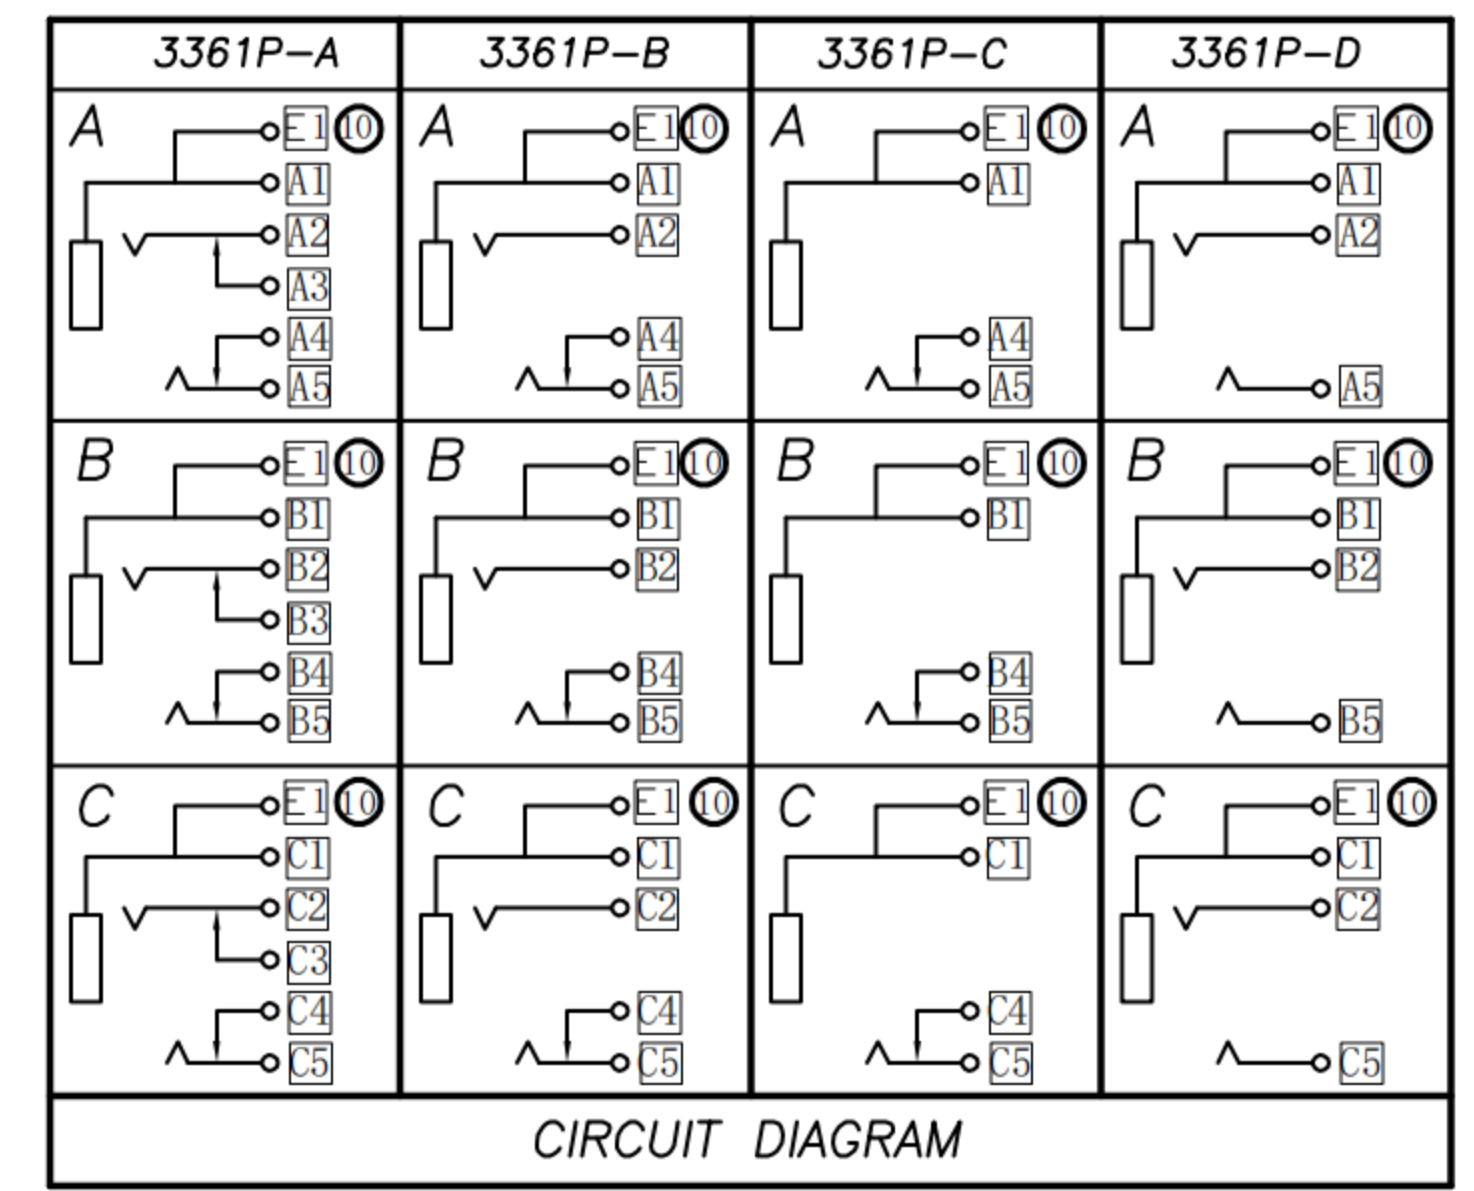 3361P-A 3361P-B 3361P-C 3361P-D
A E1 10 A E1 10 A E1 10 A E1 10
A1 A1 A1 A1
A2 A2 A2
A3
A4 A4 A4
A5 A5 A5 A5
B E1 10 B E1 10 B E1 10 B E1 10
B1 B1 B1 B1
B2 B2 B2
B3
B4 B4 B4
B5 B5 B5 B5
C E1 10 C E1 10 C E1 10 C E1 10
C1 C1 C1 C1
C2 C2 C2
C3
C4 C4 C4
C5 C5 C5 C5
CIRCUIT DIAGRAM